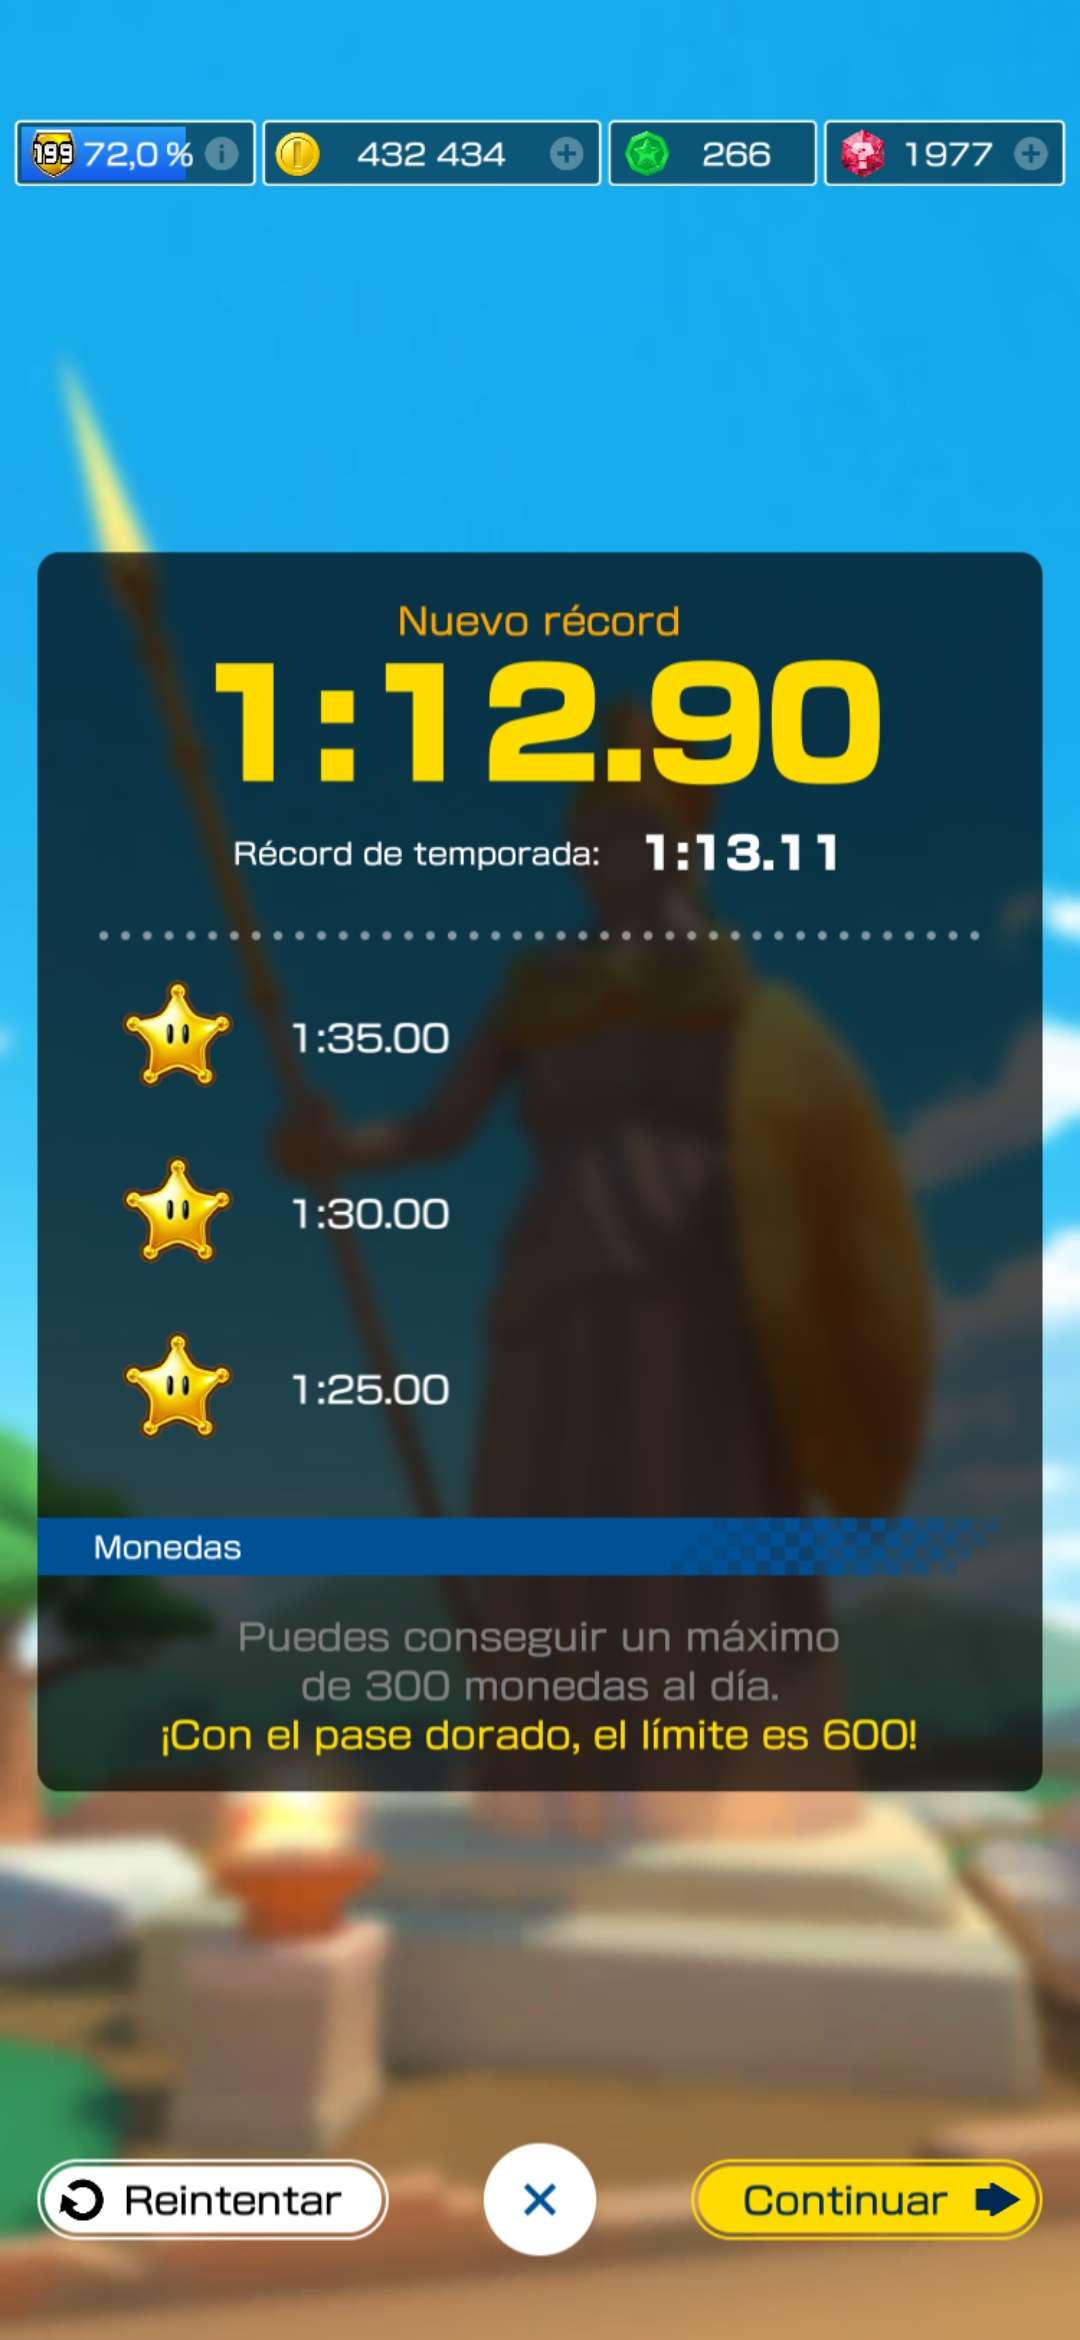 199 72,0 % i 432 434 + 266 ? 1977 +
Nuevo récord
1:12.90
Récord de temporada: 1:13.11
1:35.00
1:30.00
1:25.00
Monedas
Puedes conseguir un máximo
de 300 monedas al día.
¡Con el pase dorado, el límite es 600!
Reintentar × Continuar